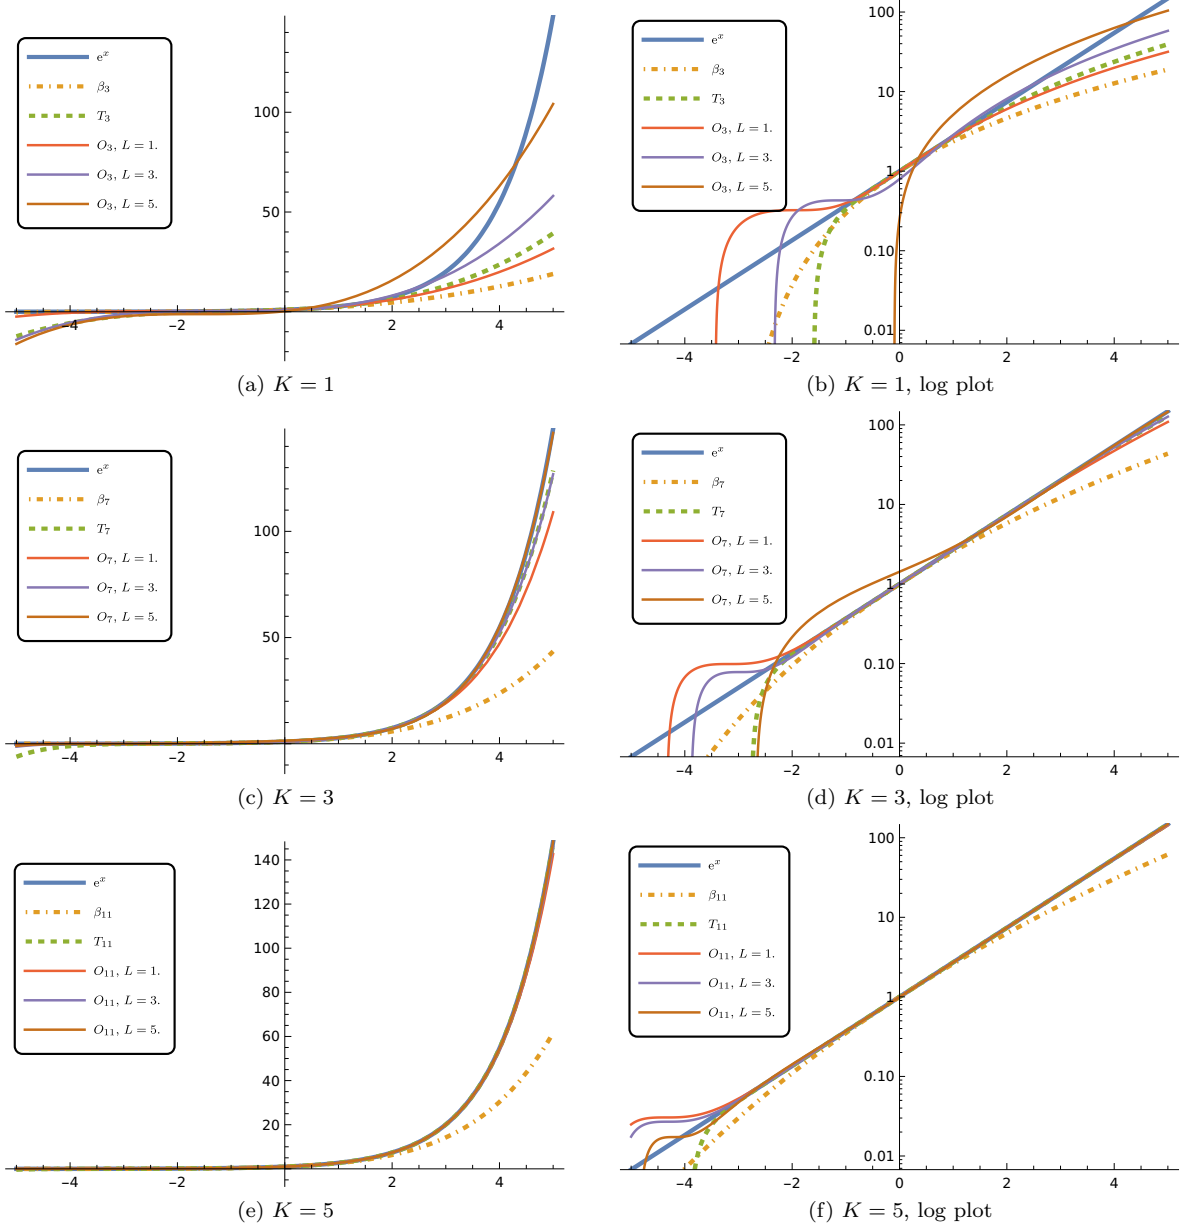 e^x
β_3
T_3
O_3, L = 1.
O_3, L = 3.
O_3, L = 5.
100
50
−4
−2
2
4
(a) K = 1
e^x
β_3
T_3
O_3, L = 1.
O_3, L = 3.
O_3, L = 5.
100
10
1
0.10
0.01
−4
−2
0
2
4
(b) K = 1, log plot
e^x
β_7
T_7
O_7, L = 1.
O_7, L = 3.
O_7, L = 5.
100
50
−4
−2
2
4
(c) K = 3
e^x
β_7
T_7
O_7, L = 1.
O_7, L = 3.
O_7, L = 5.
100
10
1
0.10
0.01
−4
−2
0
2
4
(d) K = 3, log plot
e^x
β_11
T_11
O_11, L = 1.
O_11, L = 3.
O_11, L = 5.
140
120
100
80
60
40
20
−4
−2
2
4
(e) K = 5
e^x
β_11
T_11
O_11, L = 1.
O_11, L = 3.
O_11, L = 5.
100
10
1
0.10
0.01
−4
−2
0
2
4
(f) K = 5, log plot